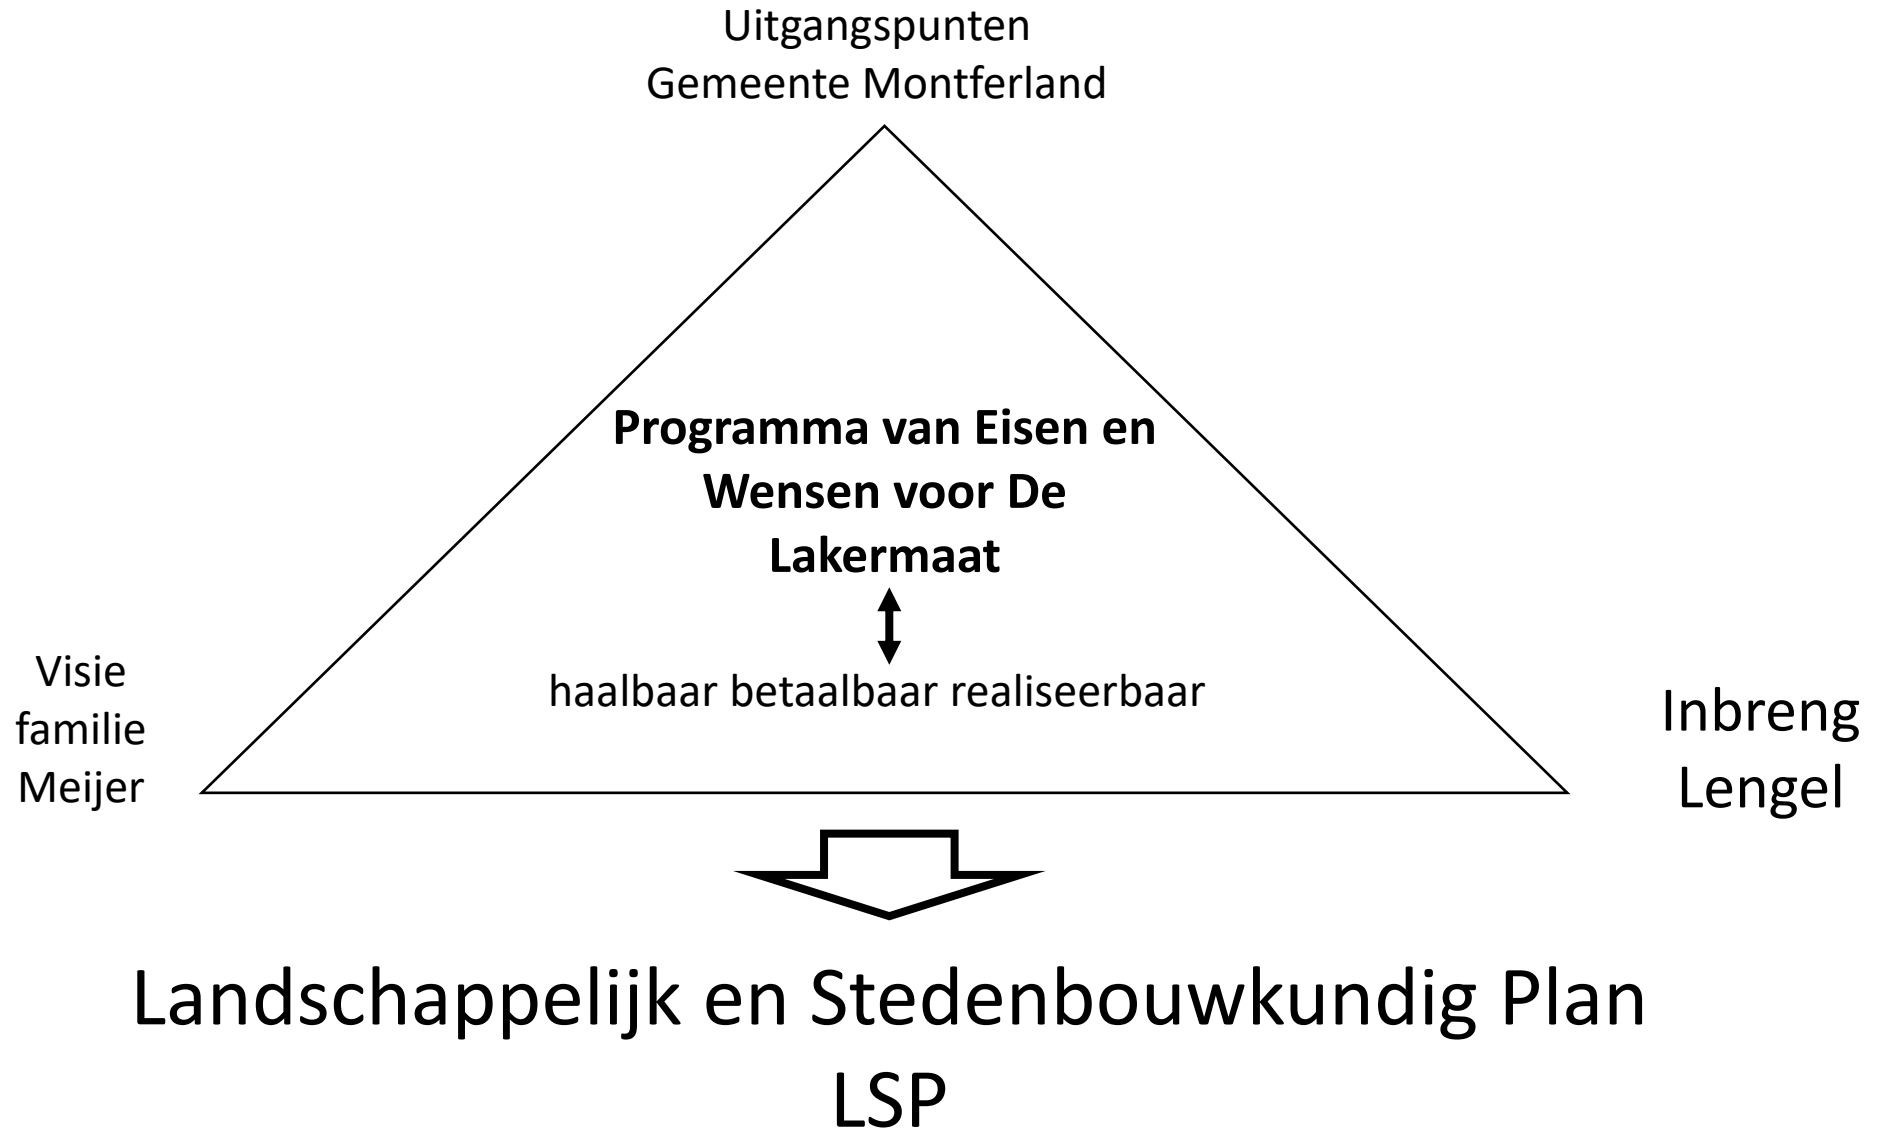 Uitgangspunten
Gemeente Montferland
Programma van Eisen en
Wensen voor De
Lakermaat
haalbaar betaalbaar realiseerbaar
Visie
familie
Meijer
Inbreng
Lengel
Landschappelijk en Stedenbouwkundig Plan
LSP